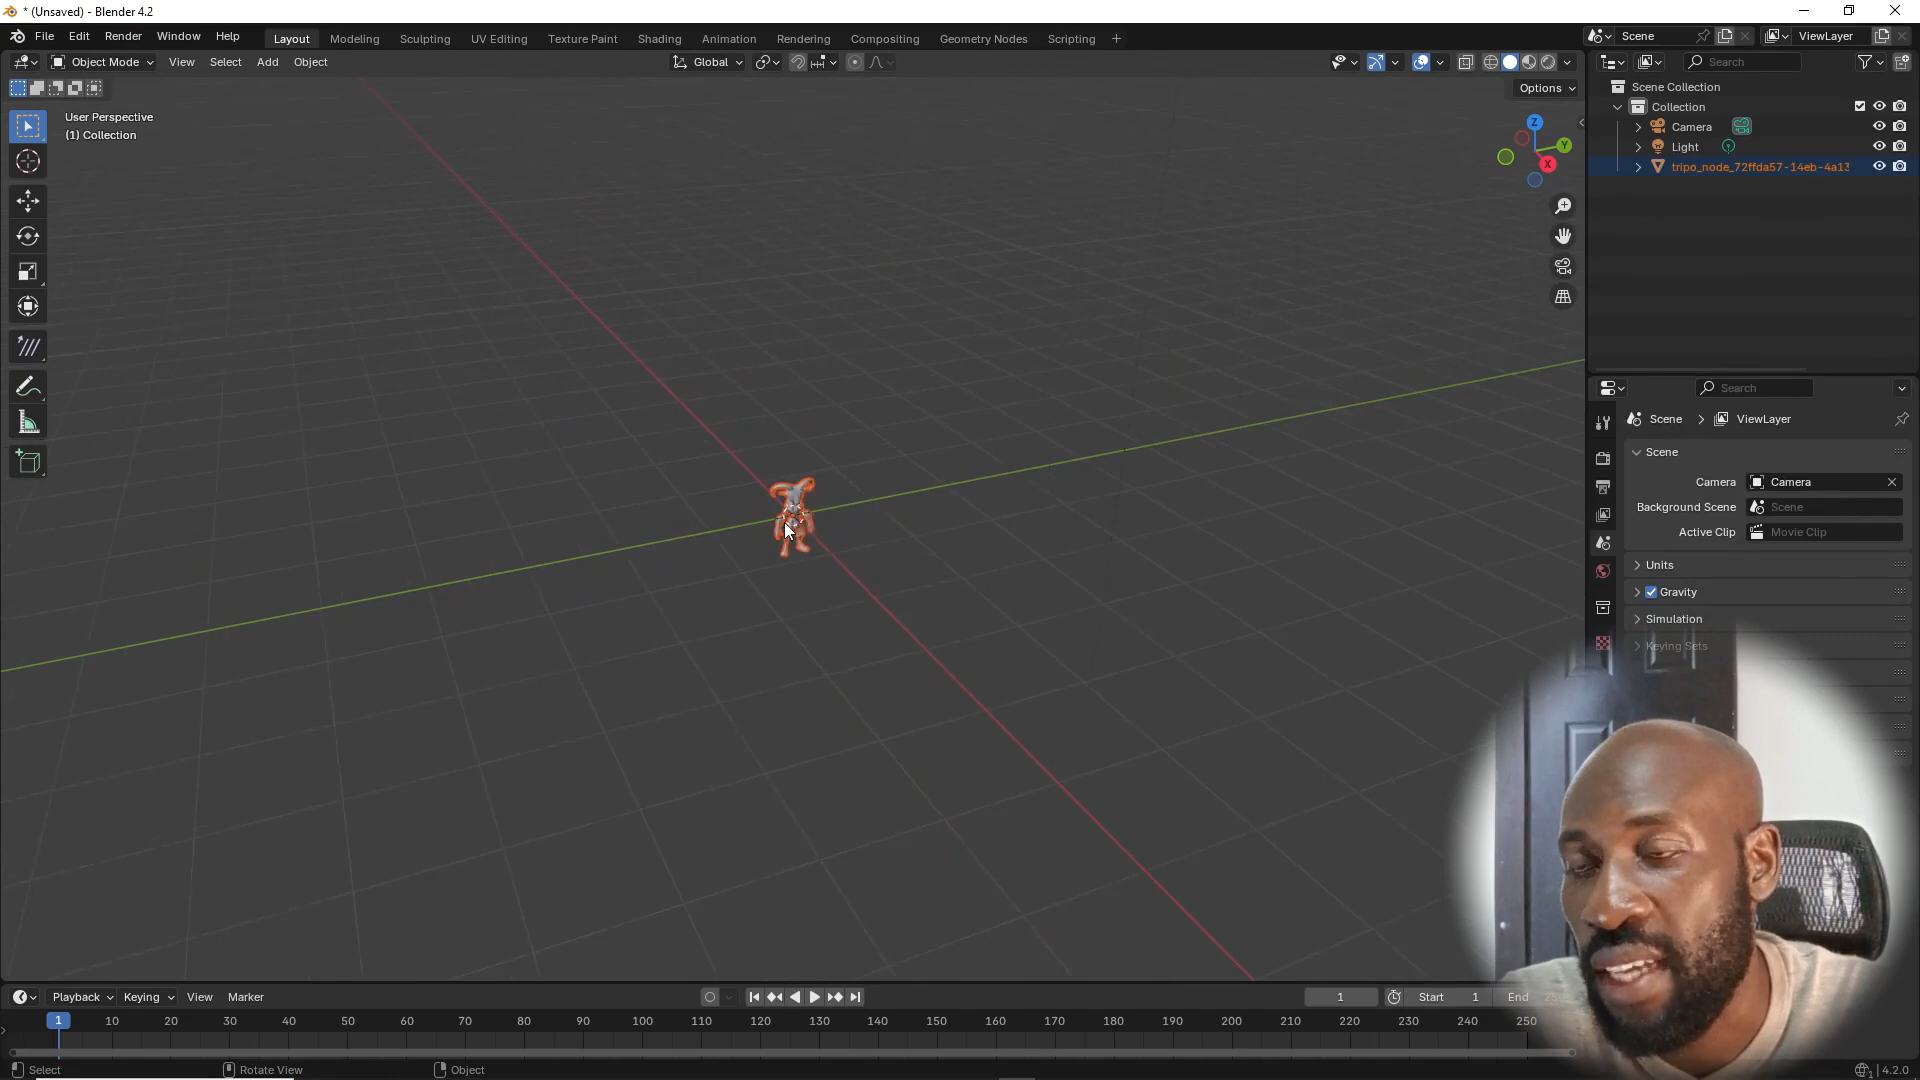 * (Unsaved) - Blender 4.2
File Edit Render Window Help
Layout Modeling Sculpting UV Editing Texture Paint Shading Animation Rendering Compositing Geometry Nodes Scripting +
Scene ViewLayer
Object Mode View Select Add Object
Global
Search
Options
User Perspective
(1) Collection
Z
Y
X
Scene Collection
Collection
Camera
Light
tripo_node_72ffda57-14eb-4a13
Search
Scene > ViewLayer
Scene
Camera Camera
Background Scene Scene
Active Clip Movie Clip
Units
Gravity
Simulation
Keying Sets
Playback Keying View Marker
1 Start 1 End
1 10 20 30 40 50 60 70 80 90 100 110 120 130 140 150 160 170 180 190 200 210 220 230 240 250
Select Rotate View Object
4.2.0